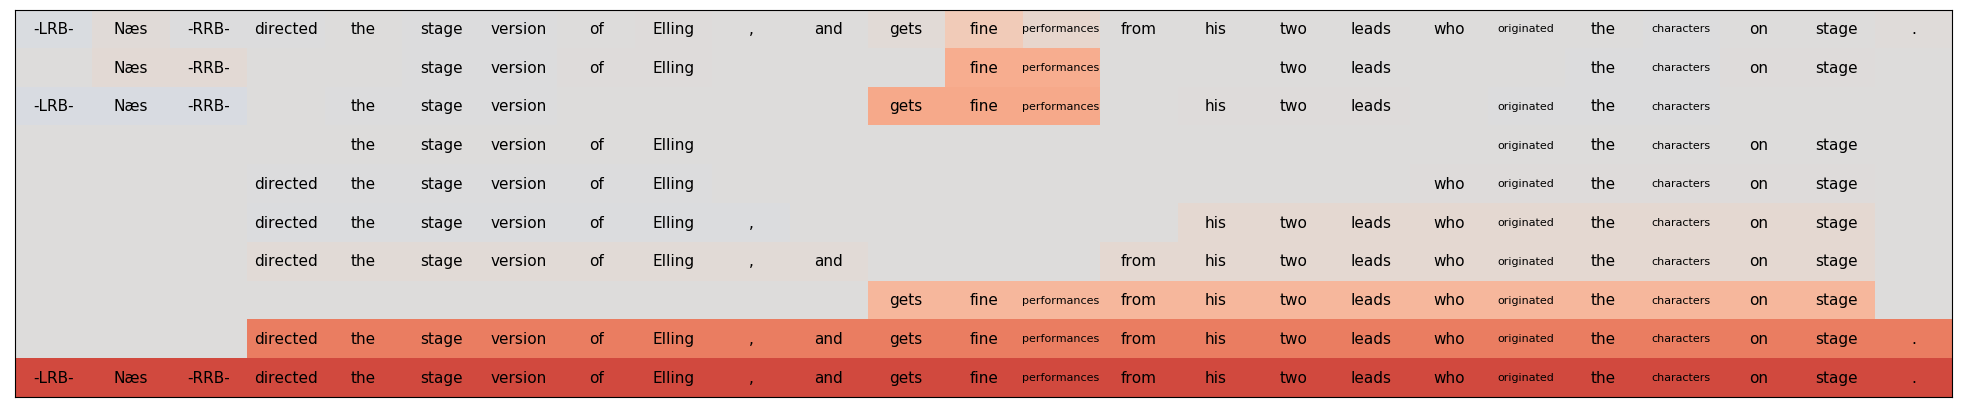 -LRB- Næs -RRB- directed the stage version of Elling , and gets fine performances from his two leads who originated the characters on stage .
Næs -RRB- stage version of Elling fine performances two leads the characters on stage
-LRB- Næs -RRB- the stage version gets fine performances his two leads originated the characters
the stage version of Elling originated the characters on stage
directed the stage version of Elling who originated the characters on stage
directed the stage version of Elling , his two leads who originated the characters on stage
directed the stage version of Elling , and from his two leads who originated the characters on stage
gets fine performances from his two leads who originated the characters on stage
directed the stage version of Elling , and gets fine performances from his two leads who originated the characters on stage .
-LRB- Næs -RRB- directed the stage version of Elling , and gets fine performances from his two leads who originated the characters on stage .